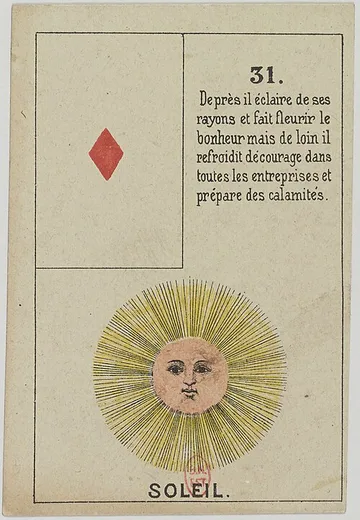 31.
De près il éclaire de ses
rayons et fait fleurir le
bonheur mais de loin il
refroidit décourage dans
toutes les entreprises et
prépare des calamités.
SOLEIL.